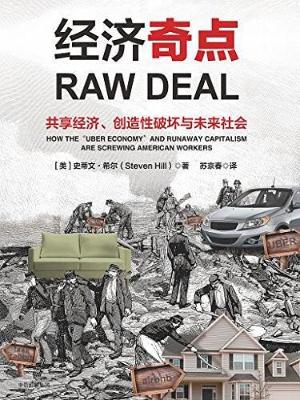 经济奇点
RAW DEAL
共享经济、创造性破坏与未来社会
HOW THE "UBER ECONOMY" AND RUNAWAY CAPITALISM
ARE SCREWING AMERICAN WORKERS
[美]史蒂文·希尔(Steven Hill)◎著 苏京春◎译
UBER
airbnb